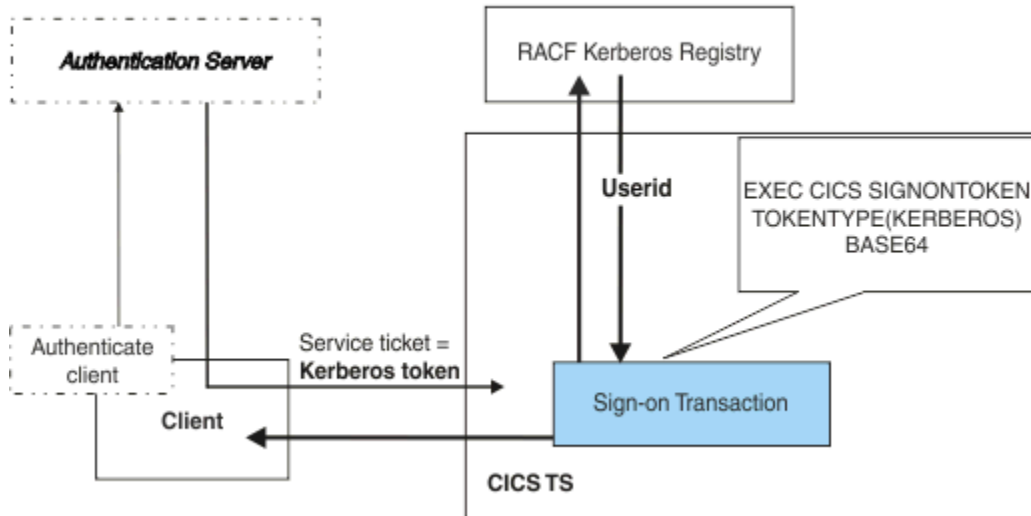 Authentication Server
RACF Kerberos Registry
Userid
EXEC CICS SIGNONTOKEN
TOKENTYPE(KERBEROS)
BASE64
Authenticate
client
Service ticket =
Kerberos token
Client
Sign-on Transaction
CICS TS